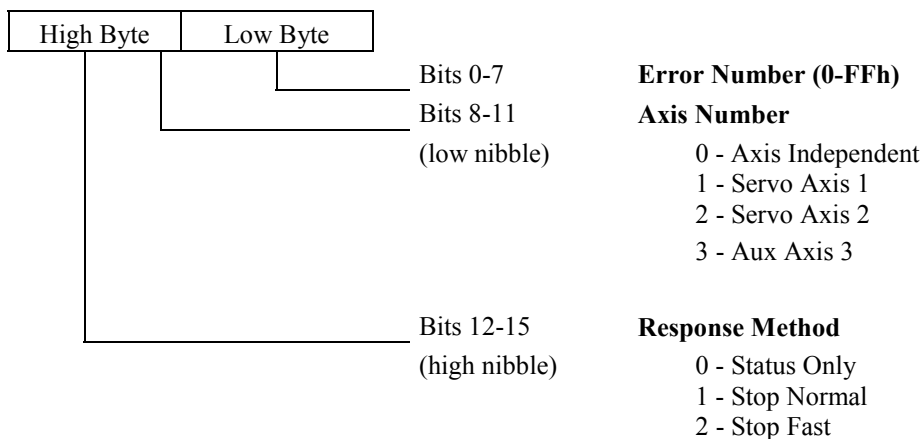 High Byte Low Byte
Bits 0-7 Error Number (0-FFh)
Bits 8-11 Axis Number
(low nibble) 0 - Axis Independent
1 - Servo Axis 1
2 - Servo Axis 2
3 - Aux Axis 3
Bits 12-15 Response Method
(high nibble) 0 - Status Only
1 - Stop Normal
2 - Stop Fast